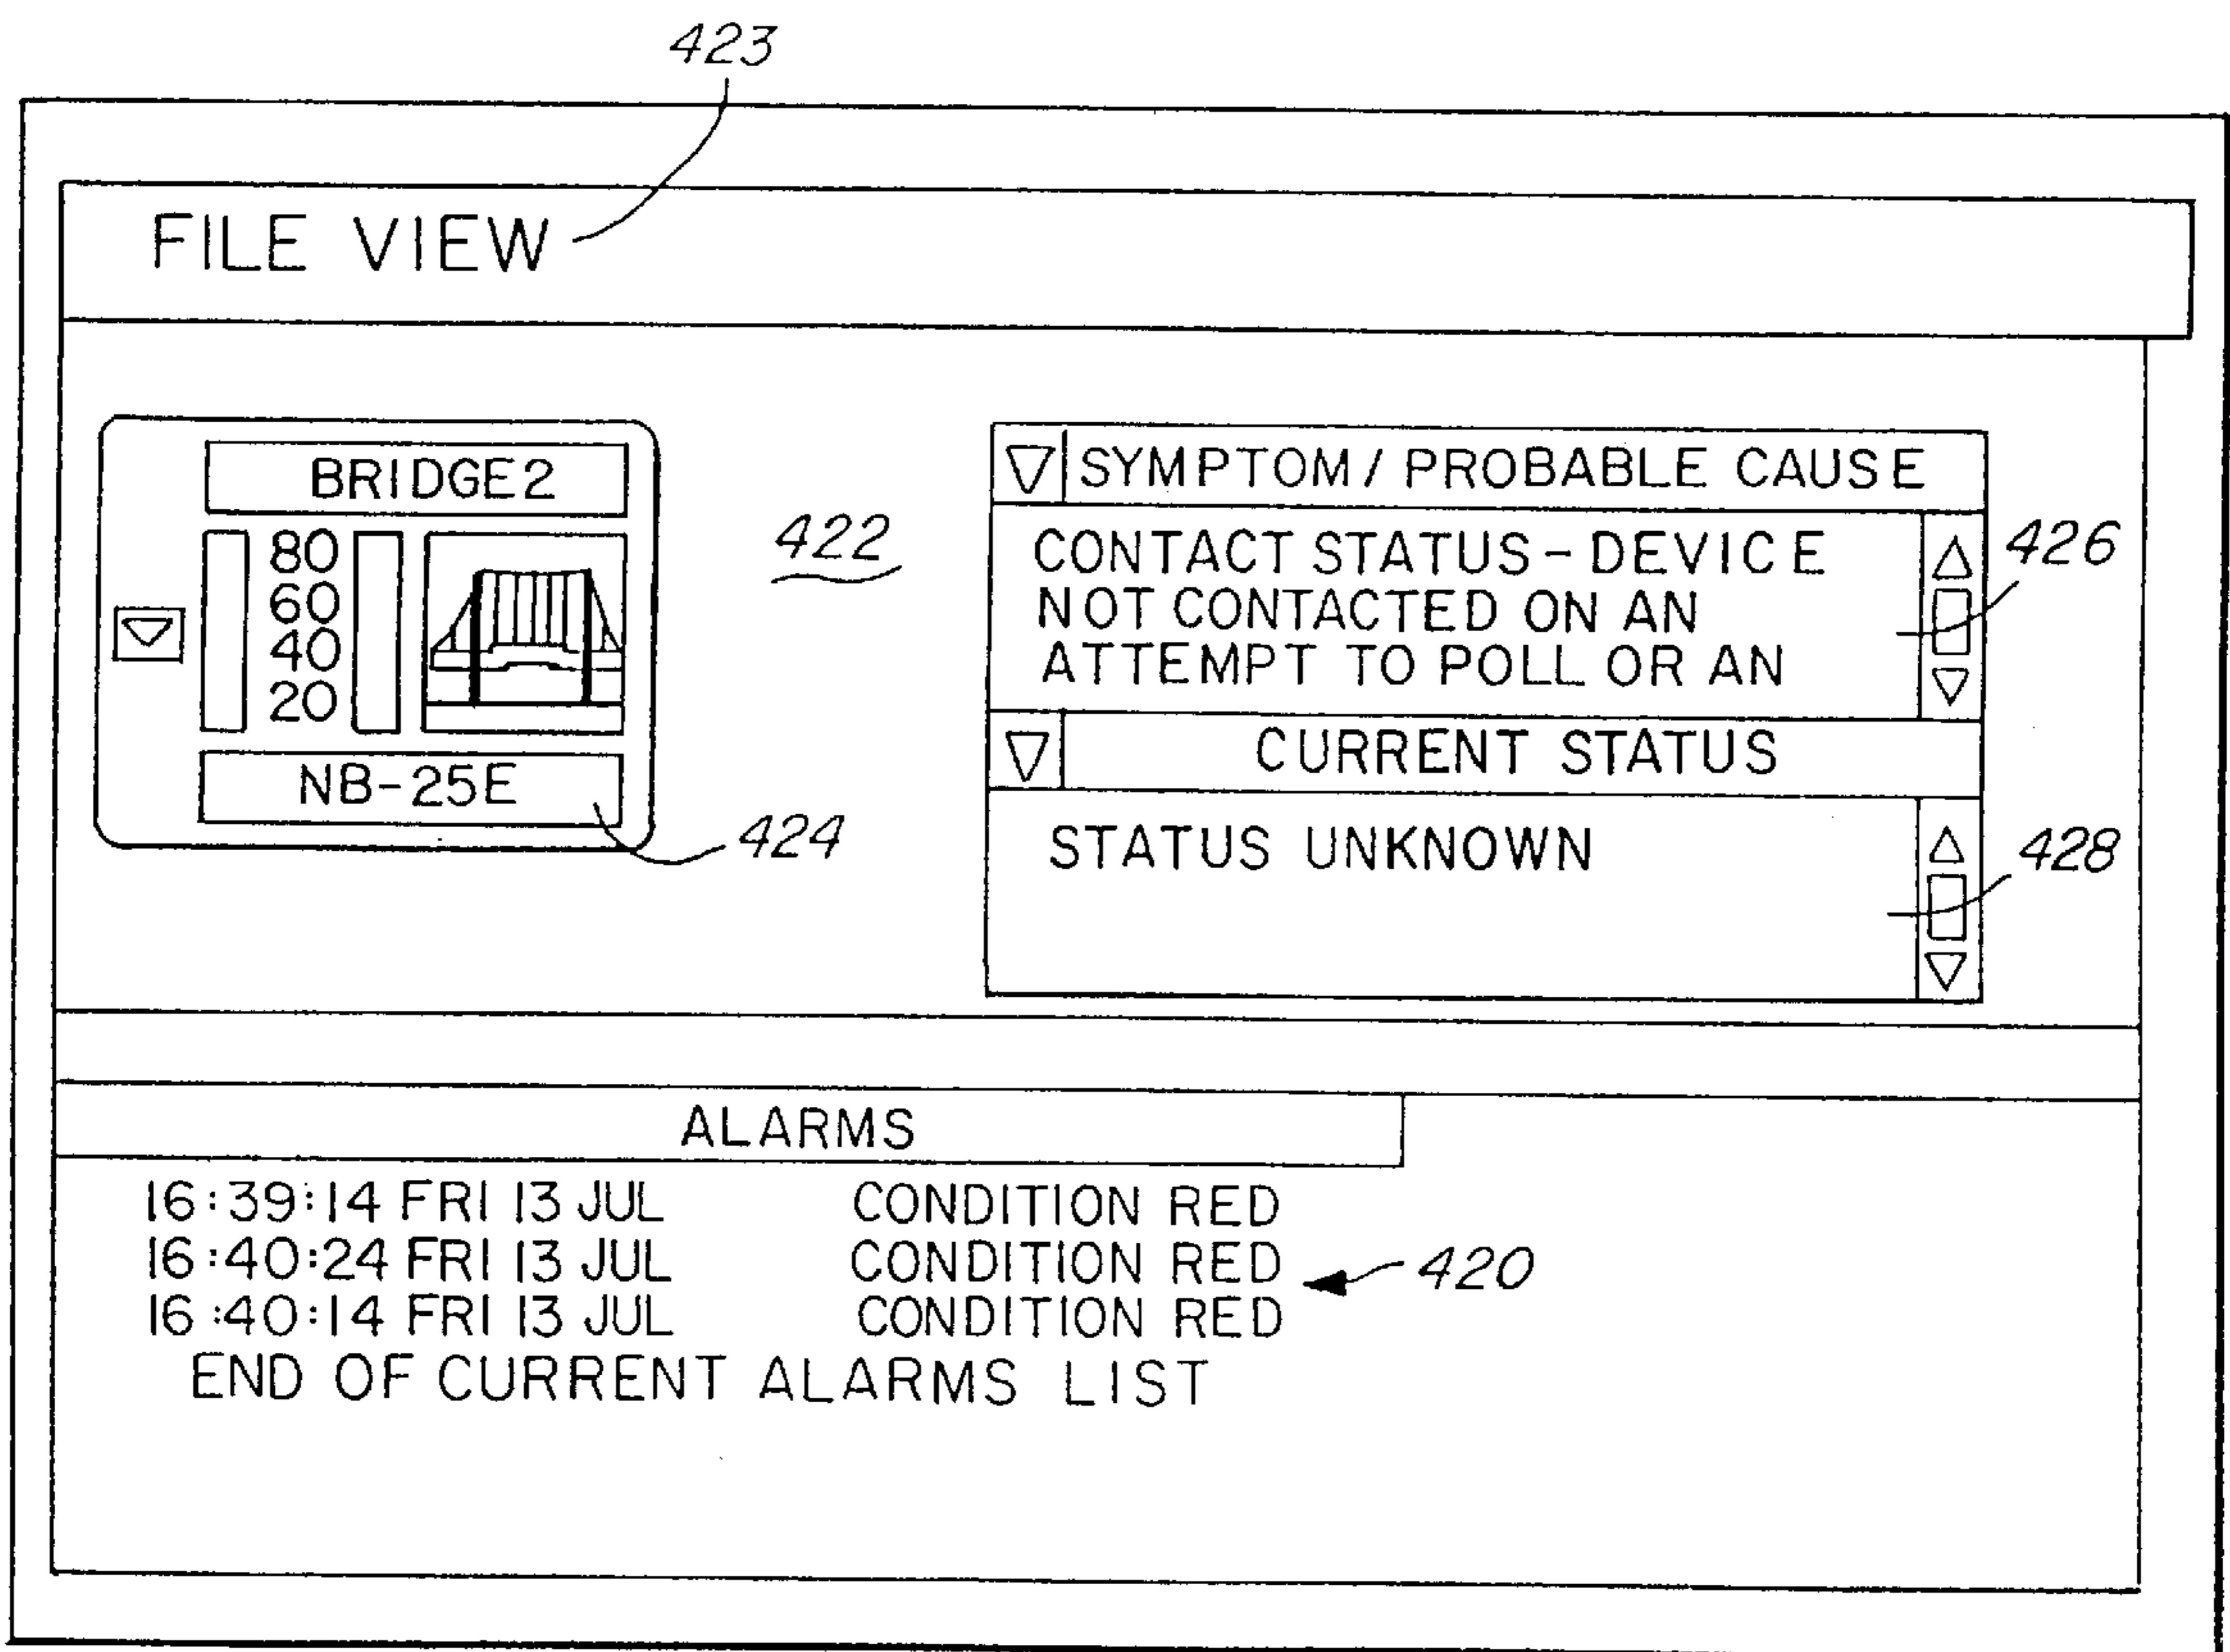 423
FILE VIEW
BRIDGE2
80
60
40
20
NB-25E
424
422
SYMPTOM/ PROBABLE CAUSE
CONTACT STATUS-DEVICE
NOT CONTACTED ON AN
ATTEMPT TO POLL OR AN
426
CURRENT STATUS
STATUS UNKNOWN
428
ALARMS
16:39:14 FRI 13 JUL CONDITION RED
16:40:24 FRI 13 JUL CONDITION RED
16:40:14 FRI 13 JUL CONDITION RED
420
END OF CURRENT ALARMS LIST